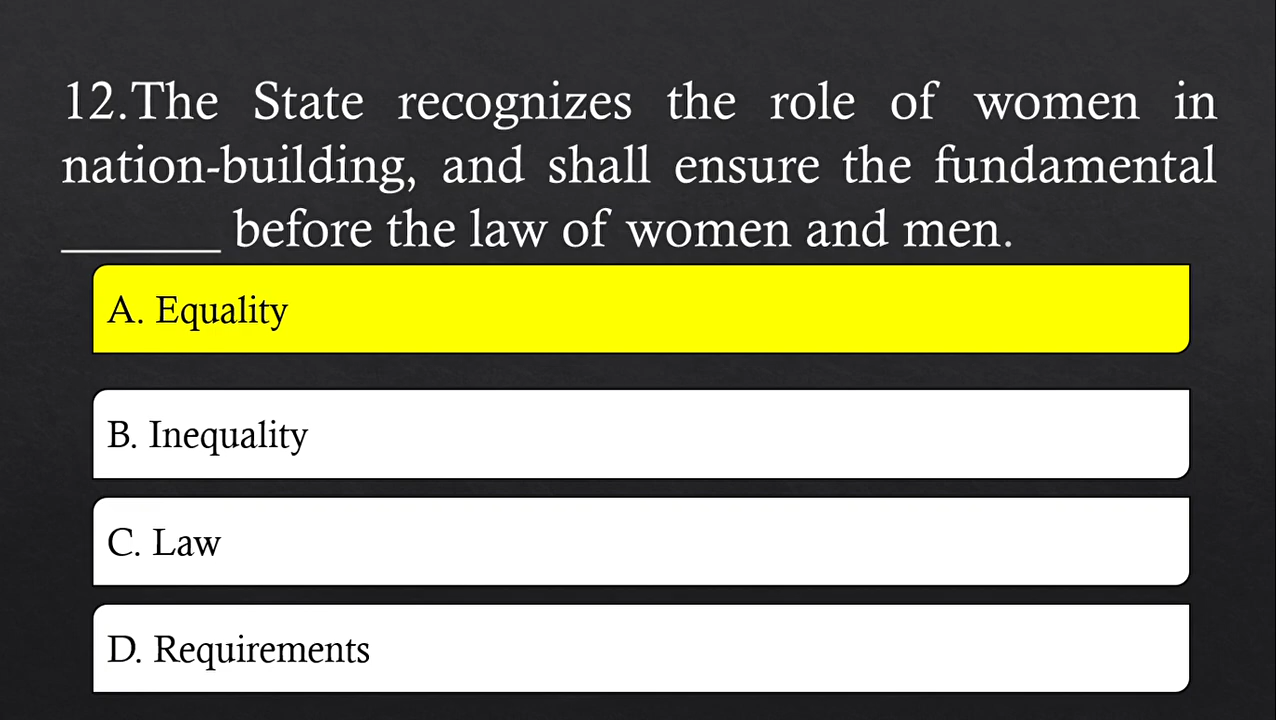 12.The State recognizes the role of women in
nation-building, and shall ensure the fundamental
______ before the law of women and men.
A. Equality
B. Inequality
C. Law
D. Requirements